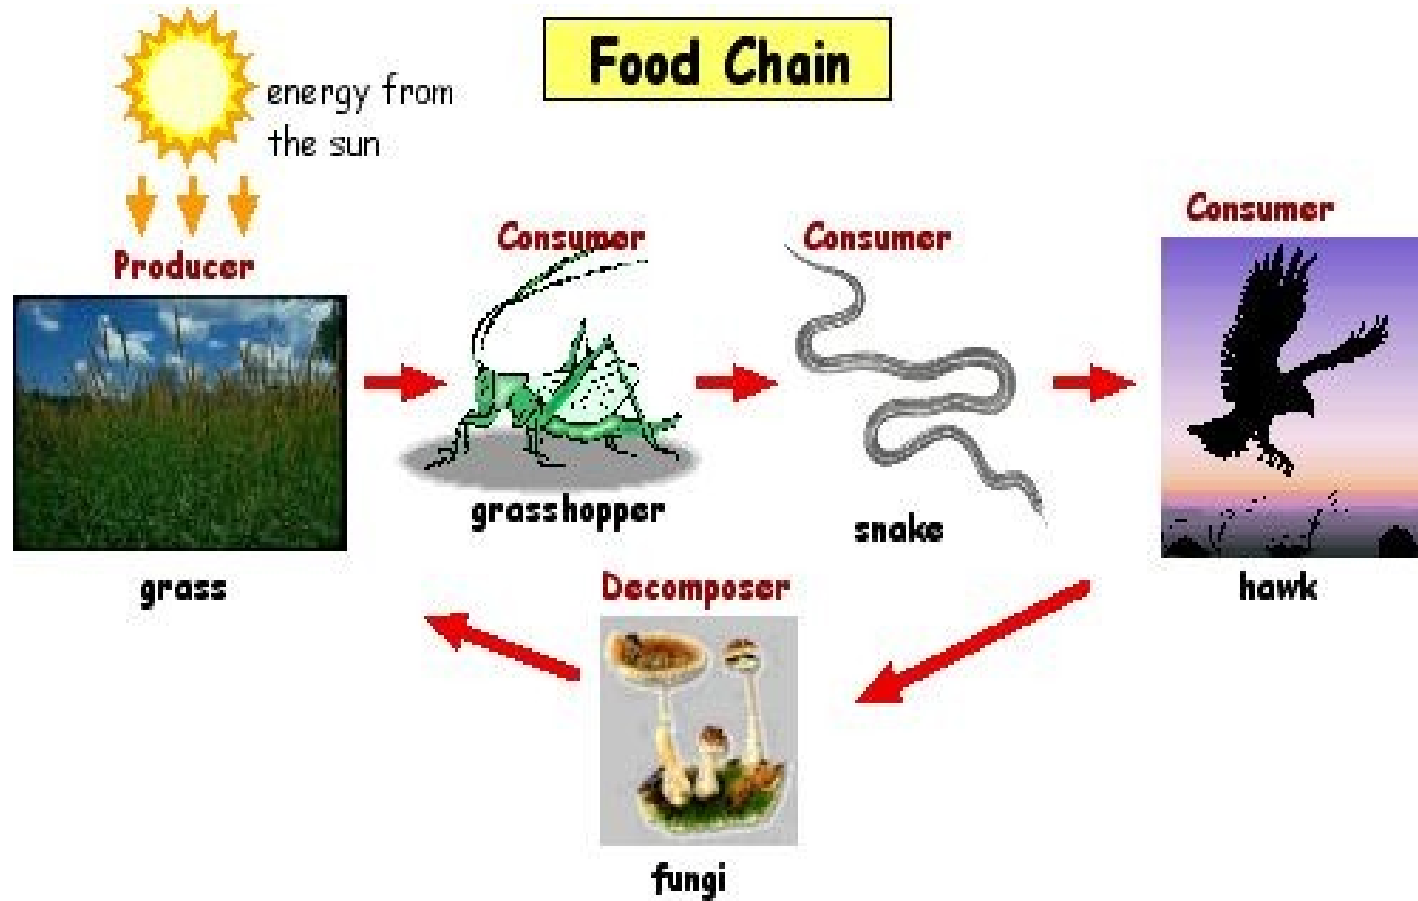 Food Chain
energy from
the sun
Producer
Consumer
Consumer
Consumer
grass
grasshopper
snake
hawk
Decomposer
fungi